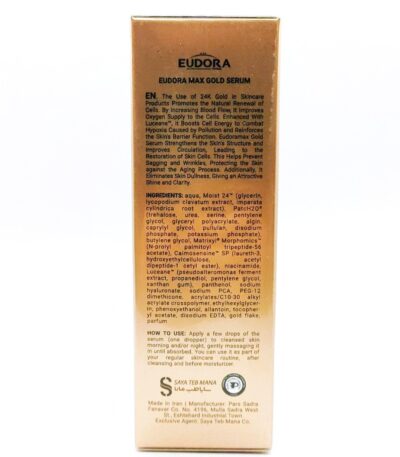 EUDORA
EUDORA MAX GOLD SERUM
EN. The Use of 24K Gold in Skincare
Products Promotes the Natural Renewal of
Cells. By Increasing Blood Flow, It Improves
Oxygen Supply to the Cells. Enhanced With
Luceane™, It Boosts Cell Energy to Combat
Hypoxia Caused by Pollution and Reinforces
the Skin's Barrier Function. Eudoramax Gold
Serum Strengthens the Skin's Structure and
Improves Circulation, Leading to the
Restoration of Skin Cells. This Helps Prevent
Sagging and Wrinkles, Protecting the Skin
against the Aging Process. Additionally, It
Eliminates Skin Dullness, Giving an Attractive
Shine and Clarity.
INGREDIENTS: aqua, Moist 24™ (glycerin,
lycopodium clavatum extract, imperata
cylindrica root extract), PatcH2O®
(trehalose, urea, serine, pentylene
glycol, glyceryl polyacrylate, algin,
caprylyl glycol, pullulan, disodium
phosphate, potassium phosphate),
butylene glycol, Matrixyl® Morphomics™
(N-prolyl palmitoyl tripeptide-56
acetate), Calmosensine™ SP (laureth-3,
hydroxyethylcellulose, acetyl
dipeptide-1 cetyl ester), niacinamide,
Luceane™ (pseudoalteromonas ferment
extract, propanediol, pentylene glycol,
xanthan gum), panthenol, sodium
hyaluronate, sodium PCA, PEG-12
dimethicone, acrylates/C10-30 alkyl
acrylate crosspolymer, ethylhexylglycer-
in, phenoxyethanol, allantoin, tocopher-
yl acetate, disodium EDTA, gold flake,
parfum.
HOW TO USE: Apply a few drops of the
serum (one dropper) to cleansed skin
morning and/or night, gently massaging it
in until absorbed. You can use it as part of
your regular skincare routine, after
cleansing and before moisturizer.
SAYA TEB MANA
سایا طب مانا
Made In Iran / Manufacturer: Pars Sadra
Fanavar Co. No. 4196, Mulla Sadra West
St., Eshtehard Industrial Town
Exclusive Agent: Saya Teb Mana Co.